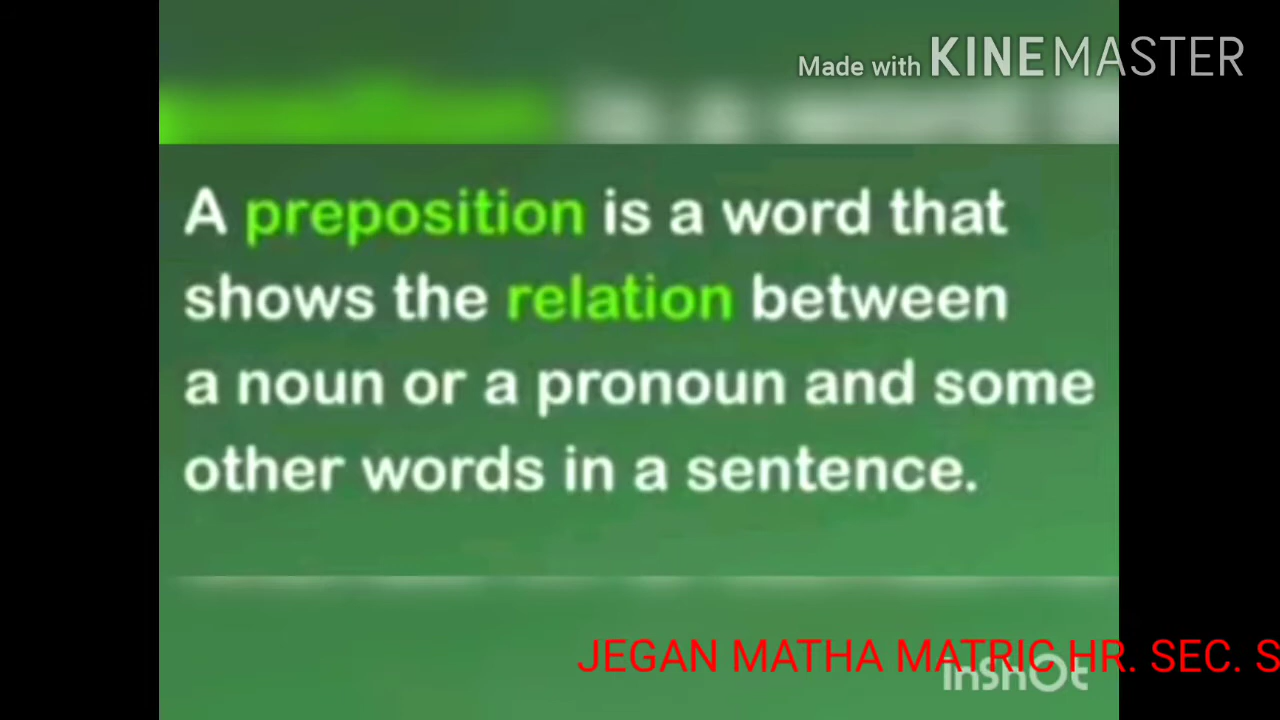 Made with KINEMASTER
A preposition is a word that
shows the relation between
a noun or a pronoun and some
other words in a sentence.
JEGAN MATHA MATRIC HR. SEC. S
InShOt